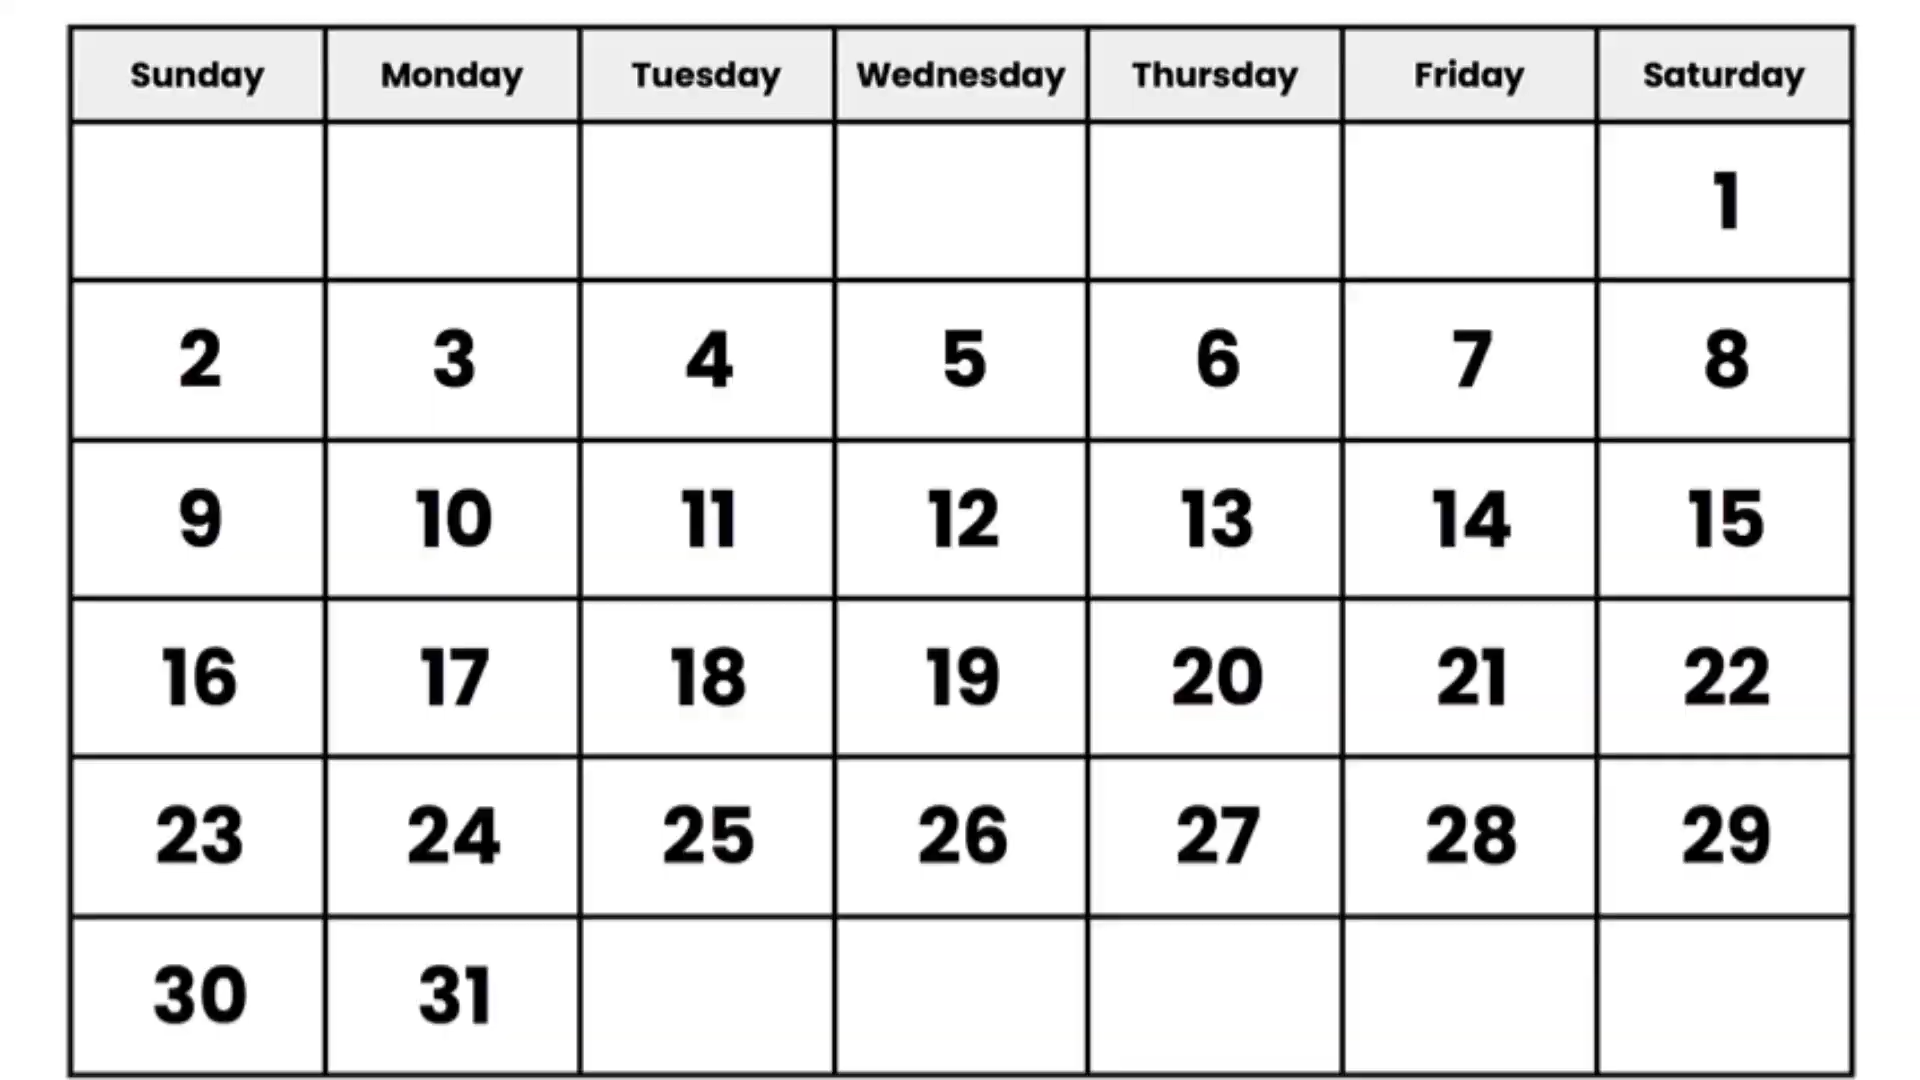 Sunday Monday Tuesday Wednesday Thursday Friday Saturday
1
2 3 4 5 6 7 8
9 10 11 12 13 14 15
16 17 18 19 20 21 22
23 24 25 26 27 28 29
30 31